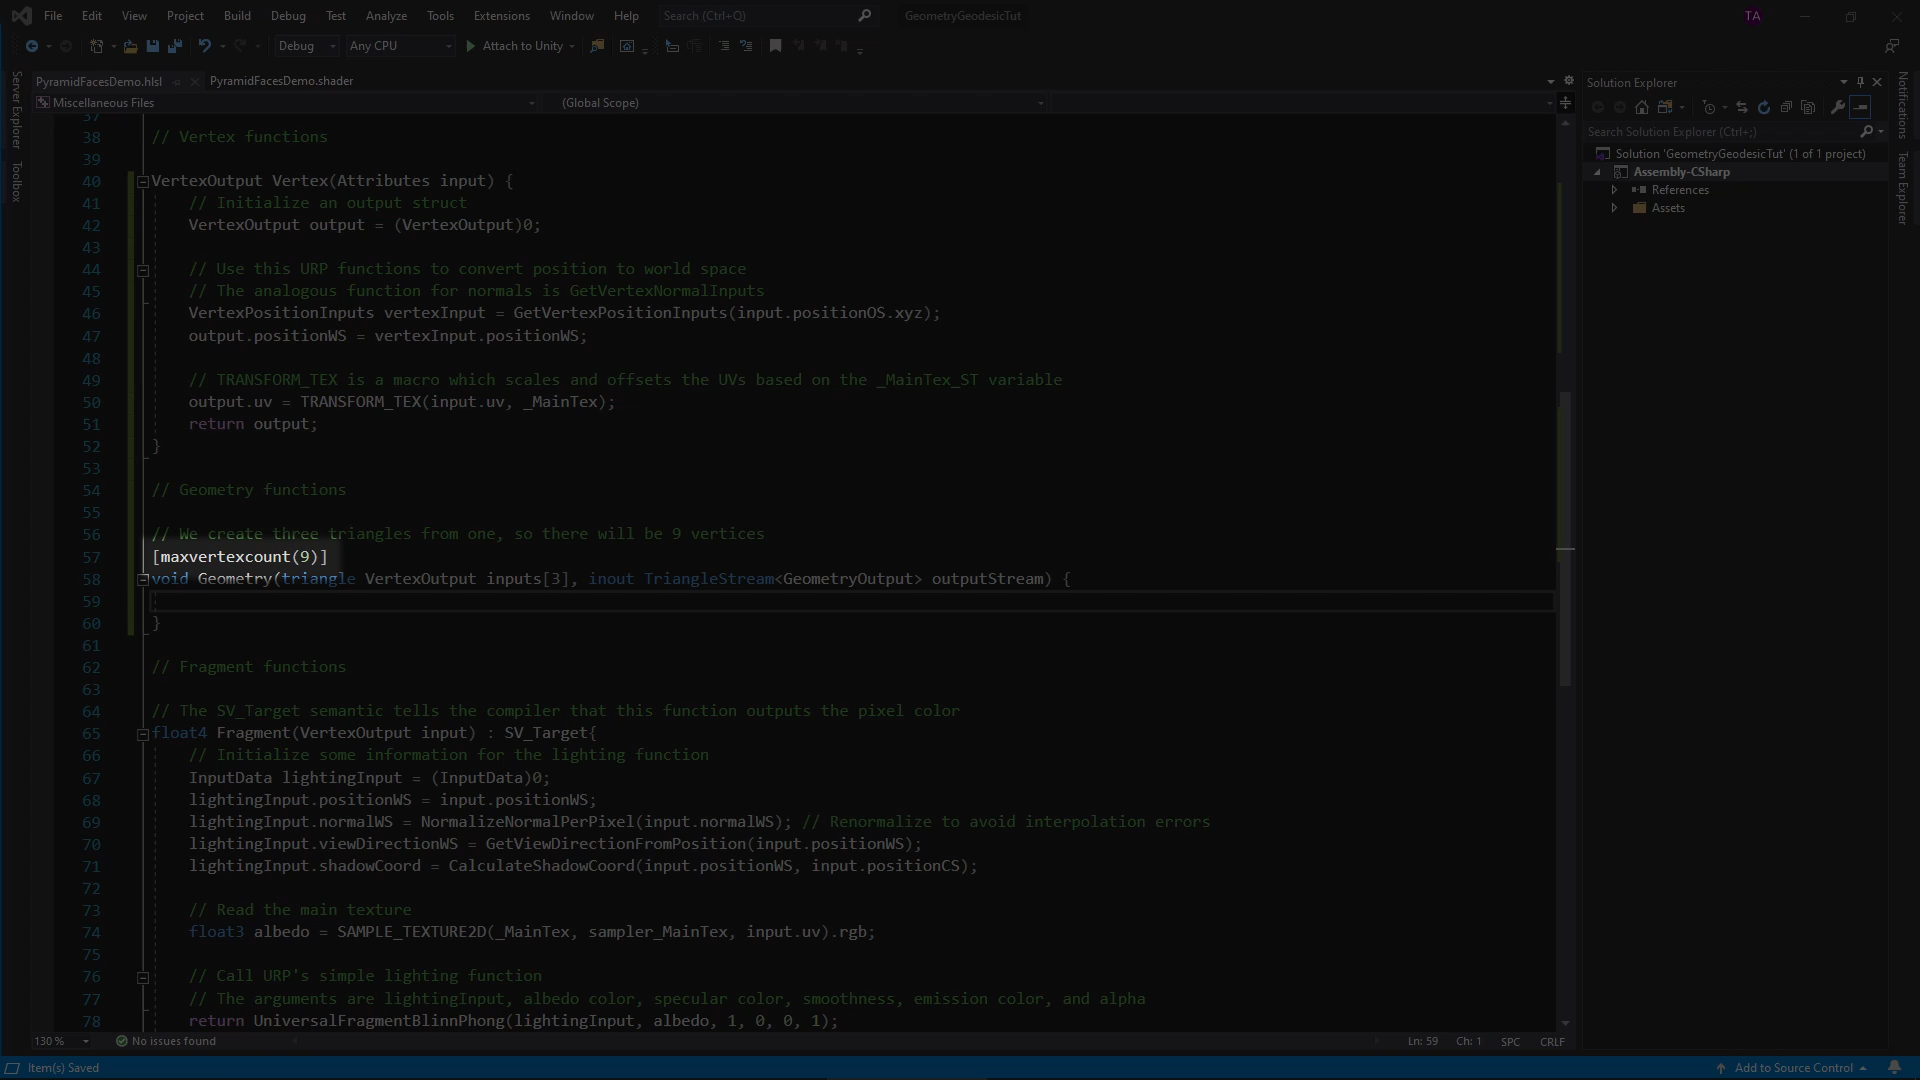 File Edit View Project Build Debug Test Analyze Tools Extensions Window Help Search (Ctrl+Q) GeometryGeodesicTut TA
Debug Any CPU Attach to Unity
Server Explorer
Toolbox
PyramidFacesDemo.hlsl PyramidFacesDemo.shader
Miscellaneous Files (Global Scope)
37
38 // Vertex functions
39
40 VertexOutput Vertex(Attributes input) {
41 // Initialize an output struct
42 VertexOutput output = (VertexOutput)0;
43
44 // Use this URP functions to convert position to world space
45 // The analogous function for normals is GetVertexNormalInputs
46 VertexPositionInputs vertexInput = GetVertexPositionInputs(input.positionOS.xyz);
47 output.positionWS = vertexInput.positionWS;
48
49 // TRANSFORM_TEX is a macro which scales and offsets the UVs based on the _MainTex_ST variable
50 output.uv = TRANSFORM_TEX(input.uv, _MainTex);
51 return output;
52 }
53
54 // Geometry functions
55
56 // We create three triangles from one, so there will be 9 vertices
57 [maxvertexcount(9)]
58 void Geometry(triangle VertexOutput inputs[3], inout TriangleStream<GeometryOutput> outputStream) {
59
60 }
61
62 // Fragment functions
63
64 // The SV_Target semantic tells the compiler that this function outputs the pixel color
65 float4 Fragment(VertexOutput input) : SV_Target{
66 // Initialize some information for the lighting function
67 InputData lightingInput = (InputData)0;
68 lightingInput.positionWS = input.positionWS;
69 lightingInput.normalWS = NormalizeNormalPerPixel(input.normalWS); // Renormalize to avoid interpolation errors
70 lightingInput.viewDirectionWS = GetViewDirectionFromPosition(input.positionWS);
71 lightingInput.shadowCoord = CalculateShadowCoord(input.positionWS, input.positionCS);
72
73 // Read the main texture
74 float3 albedo = SAMPLE_TEXTURE2D(_MainTex, sampler_MainTex, input.uv).rgb;
75
76 // Call URP's simple lighting function
77 // The arguments are lightingInput, albedo color, specular color, smoothness, emission color, and alpha
78 return UniversalFragmentBlinnPhong(lightingInput, albedo, 1, 0, 0, 1);
130 % No issues found Ln: 59 Ch: 1 SPC CRLF
Solution Explorer
Search Solution Explorer (Ctrl+;)
Solution 'GeometryGeodesicTut' (1 of 1 project)
Assembly-CSharp
References
Assets
Notifications
Team Explorer
Item(s) Saved Add to Source Control